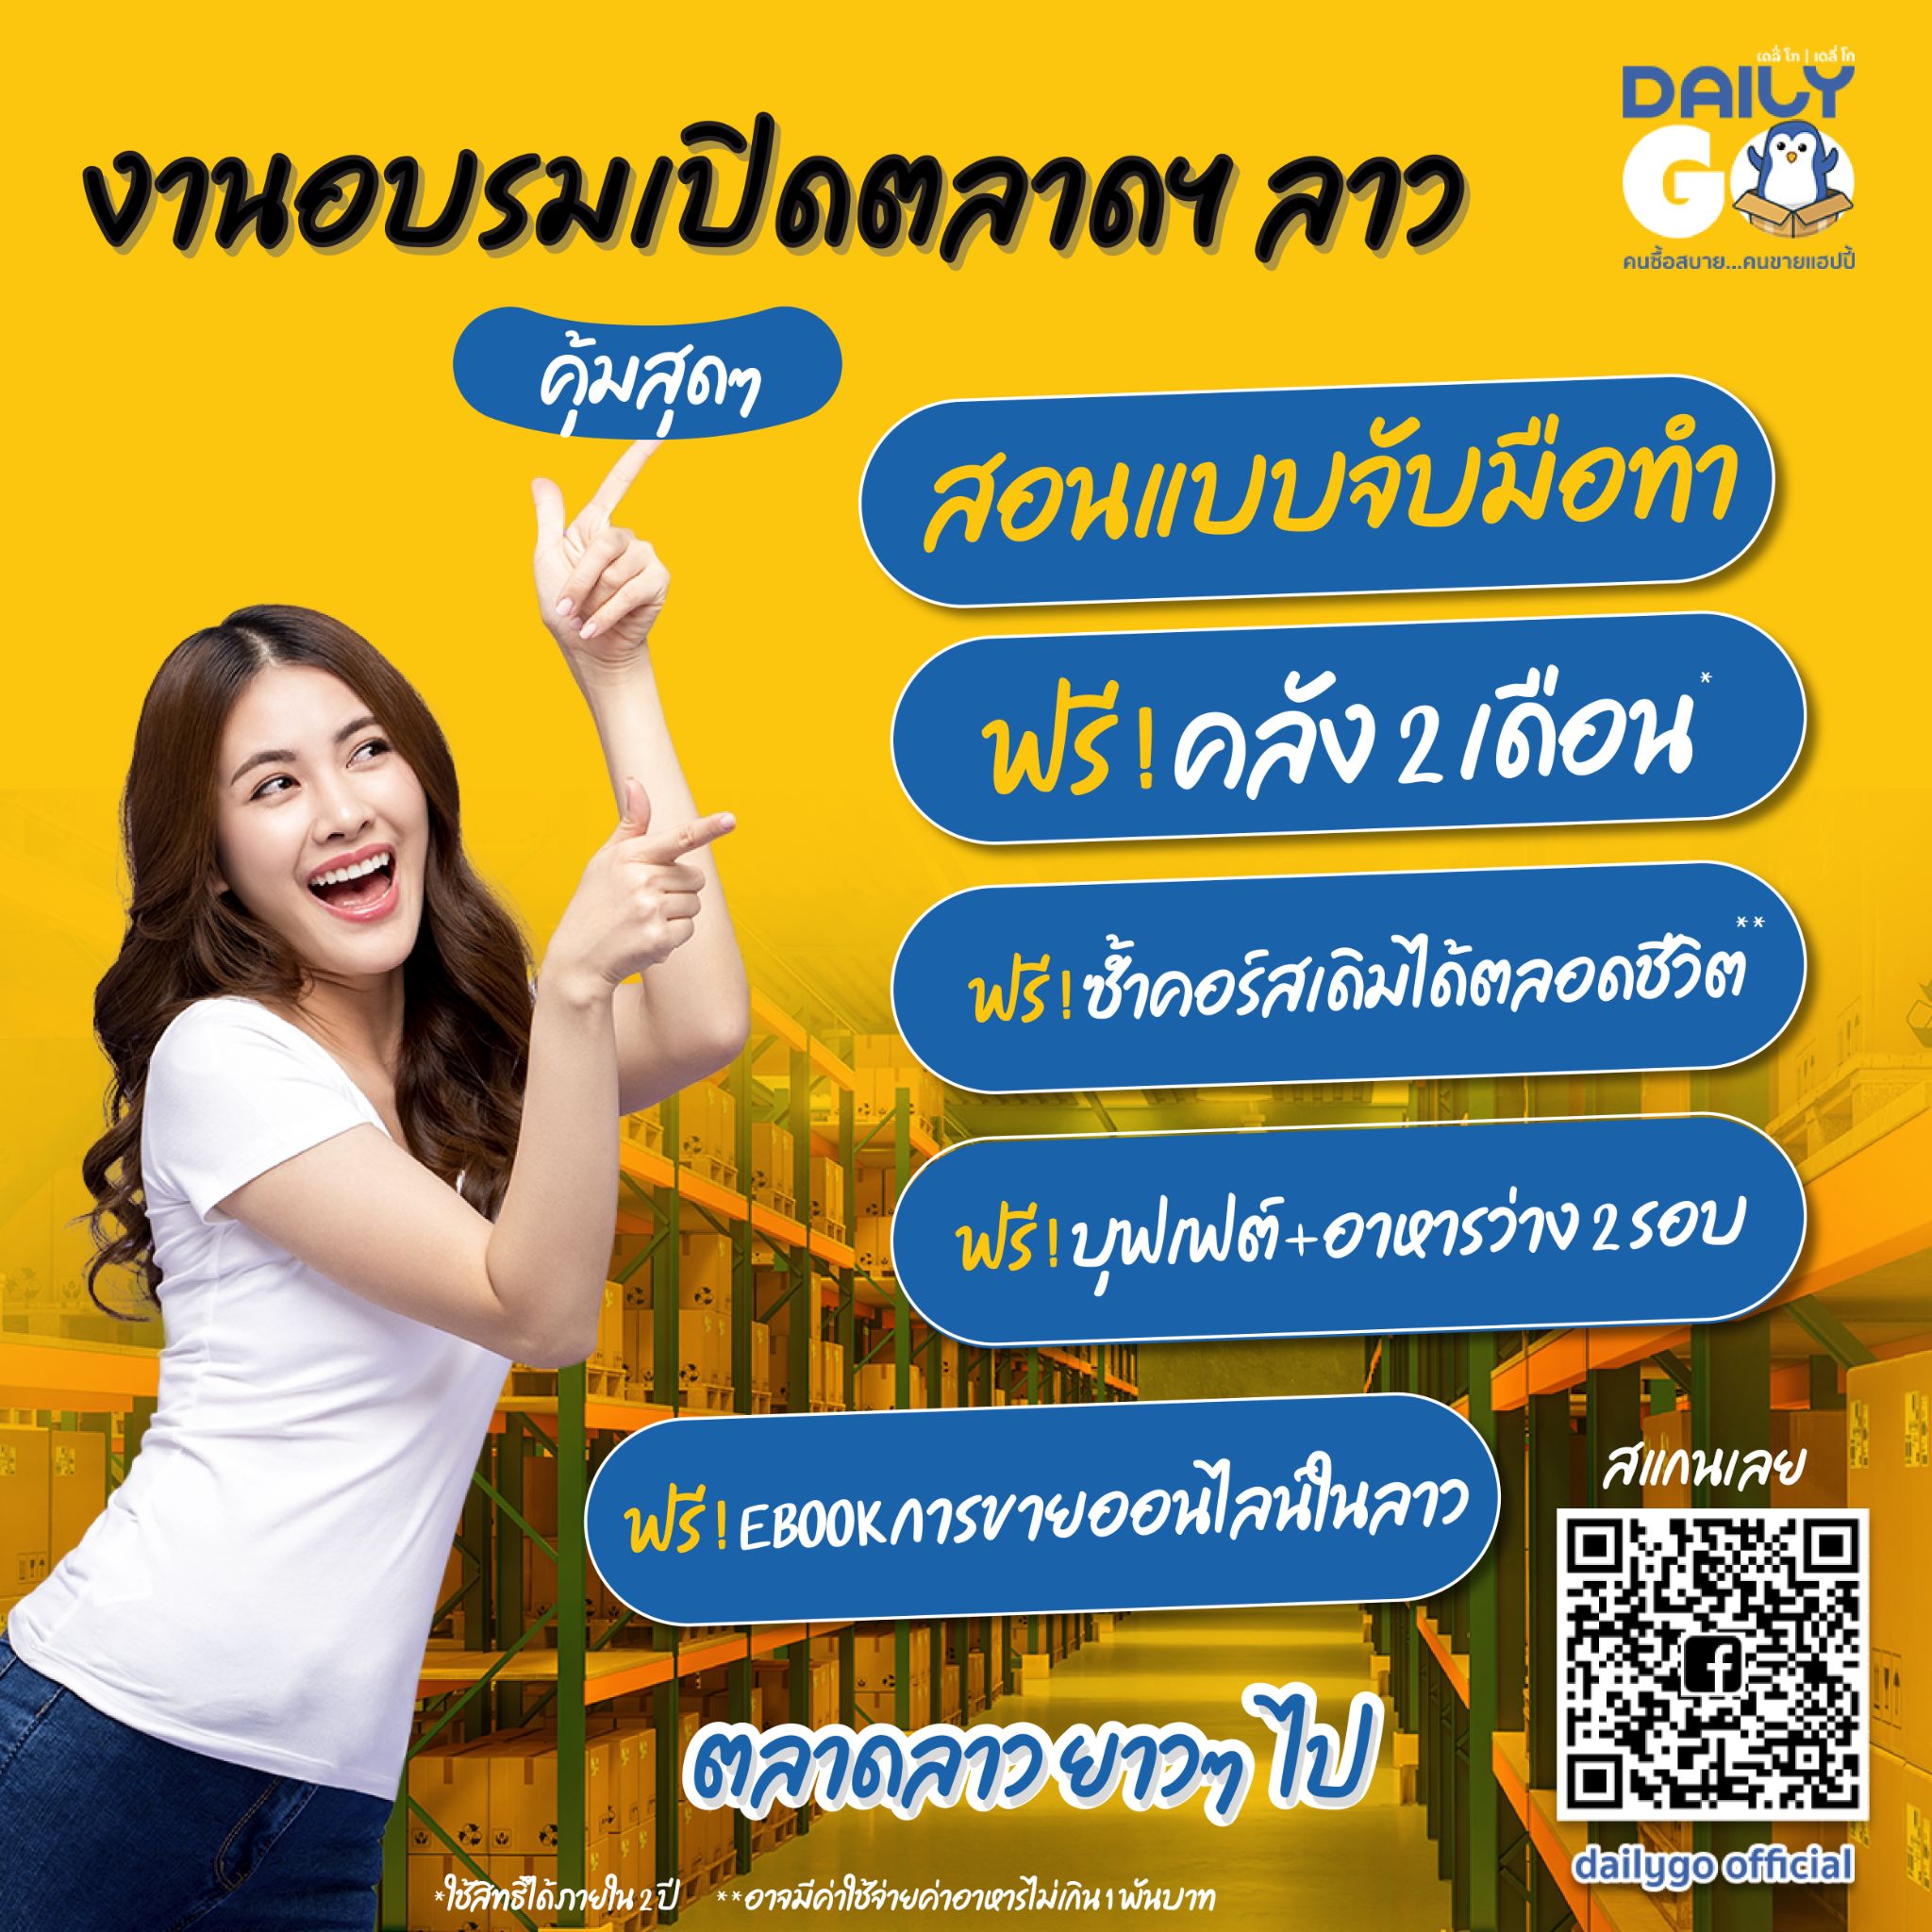 เดลี่ โก | เดลี่ โก
DAILY
GO
คนซื้อสบาย...คนขายแฮปปี้
งานอบรมเปิดตลาดฯ ลาว
คุ้มสุดๆ
สอนแบบจับมือทำ
ฟรี! คลัง 2 เดือน*
ฟรี! ซ้ำคอร์สเดิมได้ตลอดชีวิต**
ฟรี! บุฟเฟต์+อาหารว่าง 2 รอบ
ฟรี! EBOOK การขายออนไลน์ในลาว
สแกนเลย
ตลาดลาว ยาวๆ ไป
dailygo official
*ใช้สิทธิ์ได้ภายใน 2 ปี **อาจมีค่าใช้จ่ายค่าอาหารไม่เกิน 1 พันบาท